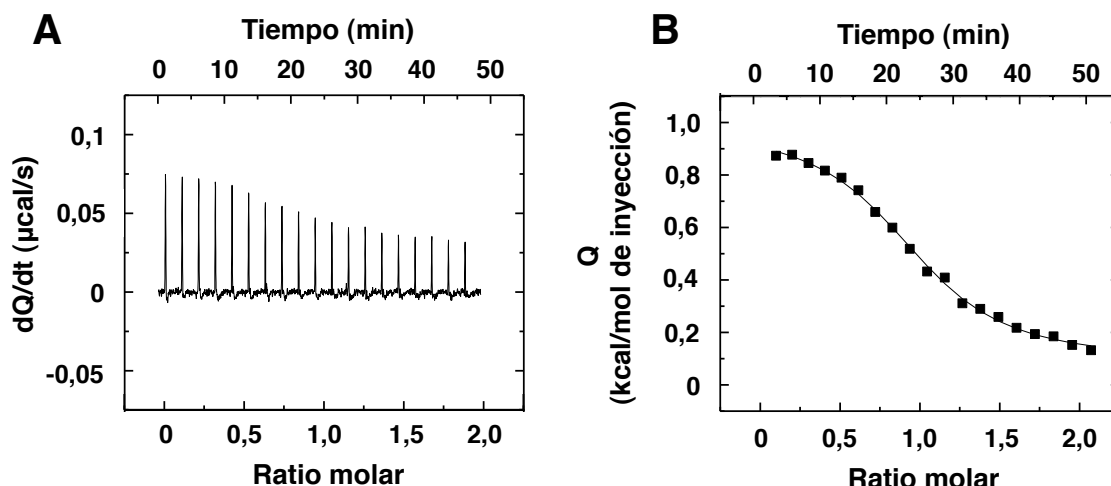 A
Tiempo (min)
0 10 20 30 40 50
0,1
0,05
0
-0,05
dQ/dt (µcal/s)
0 0,5 1,0 1,5 2,0
Ratio molar
B
Tiempo (min)
0 10 20 30 40 50
1,0
0,8
0,6
0,4
0,2
0
Q
(kcal/mol de inyección)
0 0,5 1,0 1,5 2,0
Ratio molar